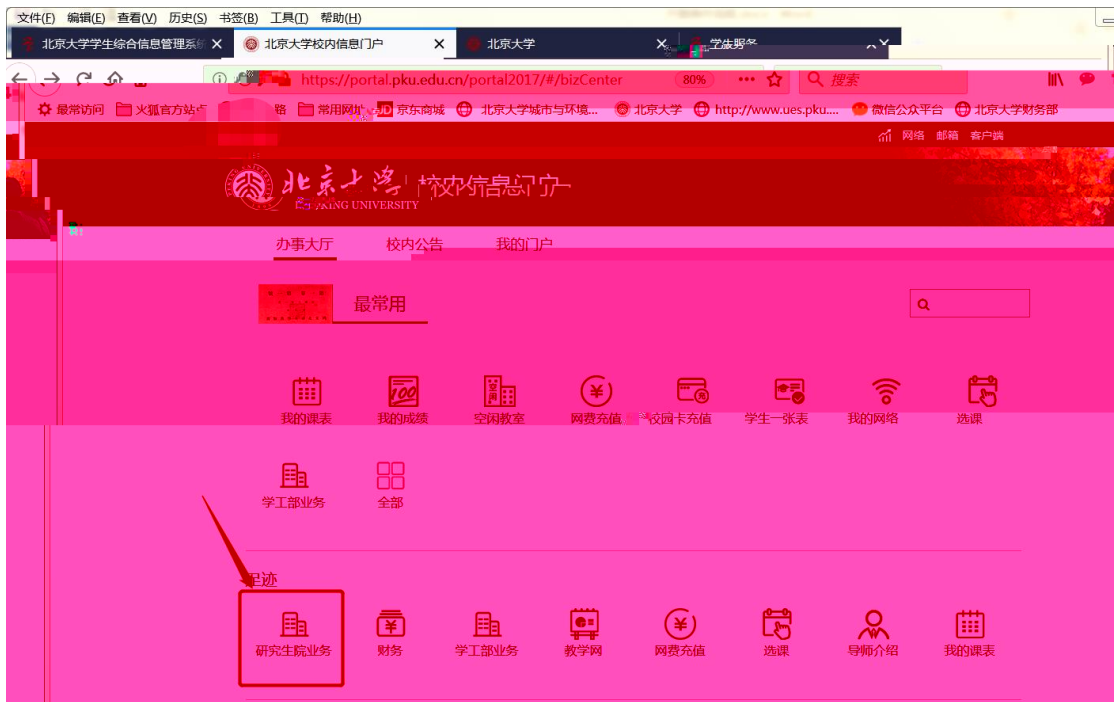 文件(F) 编辑(E) 查看(V) 历史(S) 书签(B) 工具(T) 帮助(H)
北京大学学生综合信息管理系统 × 北京大学校内信息门户 × 北京大学 × ×
https://portal.pku.edu.cn/portal2017/#/bizCenter 80% ••• 搜索
最常访问 火狐官方站点 常用网址 JD 京东商城 北京大学城市与环境... 北京大学 http://www.ues.pku.... 微信公众平台 北京大学财务部
网络 邮箱 客户端
北京大学 校内信息门户
PEKING UNIVERSITY
办事大厅 校内公告 我的门户
最常用
我的课表 我的成绩 空闲教室 网费充值 校园卡充值 学生一张表 我的网络 选课
学工部业务 全部
足迹
研究生院业务 财务 学工部业务 教学网 网费充值 选课 导师介绍 我的课表